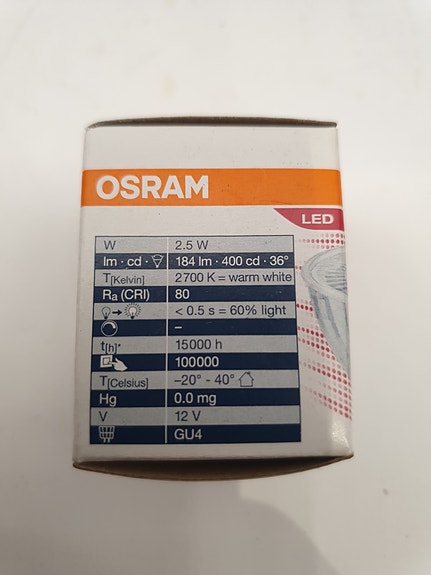 OSRAM
LED
W 2.5 W
lm · cd · 184 lm · 400 cd · 36°
T[Kelvin] 2700 K = warm white
Ra (CRI) 80
< 0.5 s = 60% light
–
t[h]* 15000 h
100000
T[Celsius] –20° - 40°
Hg 0.0 mg
V 12 V
GU4